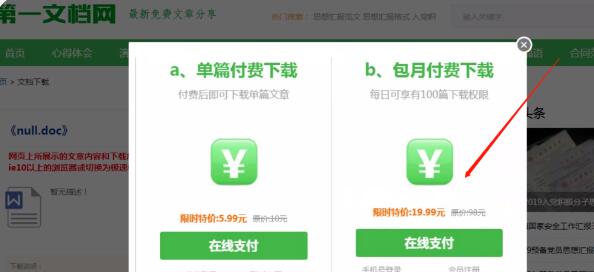 第一文档网
最新免费文章分享
热门搜索：思想汇报范文 思想汇报格式 入党积
输入关键词
首页
心得体会
合同
页 > 文档下载
a、单篇付费下载
付费后即可下载单篇文章
¥
限时特价:5.99元 原价:10元
在线支付
b、包月付费下载
每日可享有100篇下载权限
¥
限时特价:19.99元 原价:98元
在线支付
手机号登录
会员注册
《null.doc》
网页上所展示的文章内容和下载
ie10以上的浏览器或切换为极速
W
暂无描述！
下载说明：
头条
2019入党积极分子思
国家安全工作汇报
9预备党员思想汇报